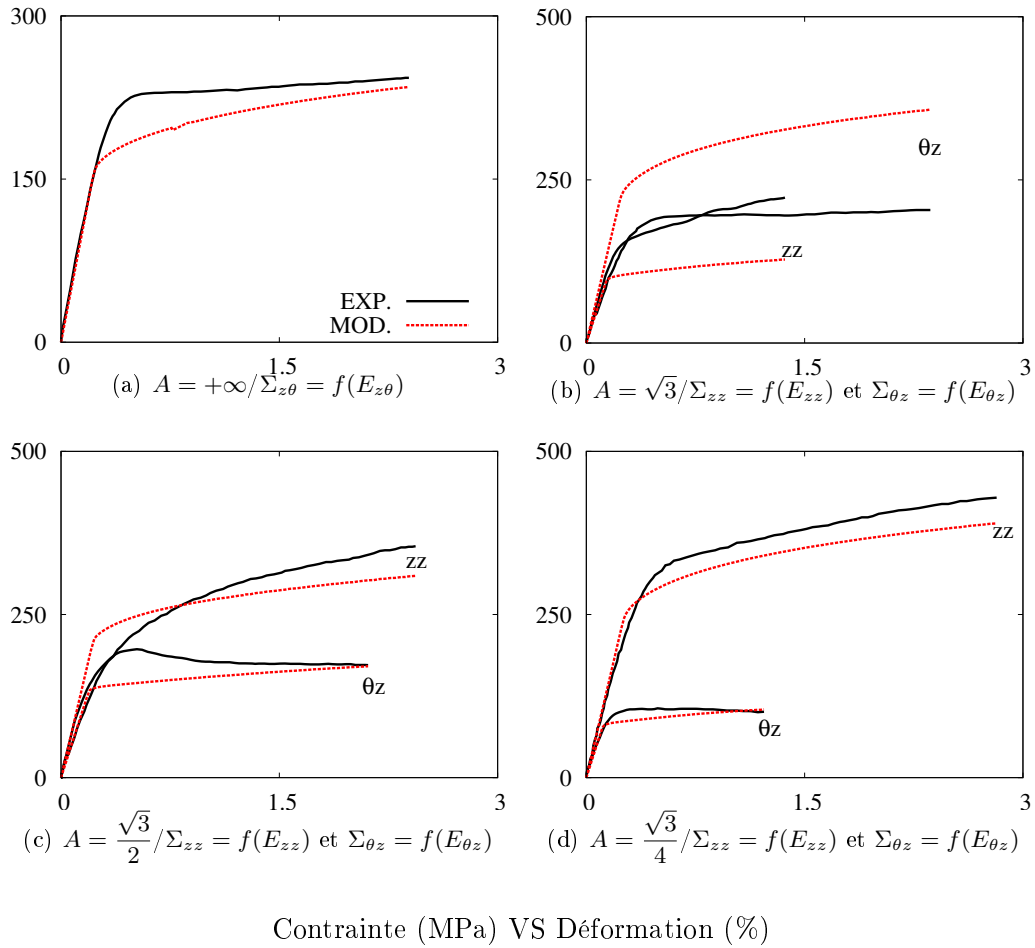 300
150
0
0
1.5
3
EXP.
MOD.
(a) A = +∞/Σzθ = f(Ezθ)
500
250
0
0
1.5
3
θz
zz
(b) A = √3/Σzz = f(Ezz) et Σθz = f(Eθz)
500
250
0
0
1.5
3
zz
θz
(c) A = √3/2/Σzz = f(Ezz) et Σθz = f(Eθz)
500
250
0
0
1.5
3
zz
θz
(d) A = √3/4/Σzz = f(Ezz) et Σθz = f(Eθz)
Contrainte (MPa) VS Déformation (%)